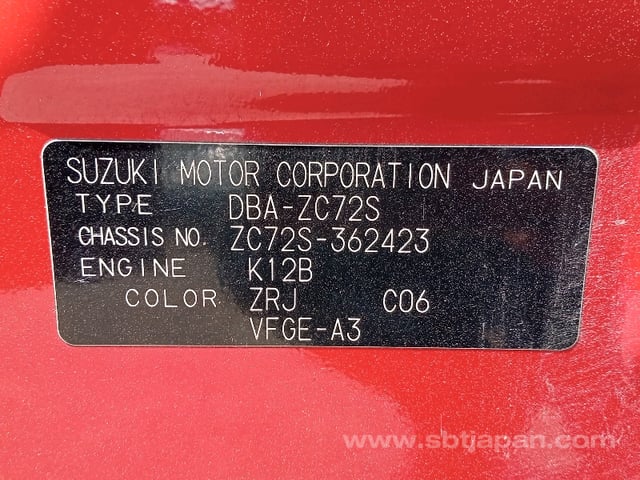 SUZUKI MOTOR CORPORATION JAPAN
TYPE DBA-ZC72S
CHASSIS NO. ZC72S-362423
ENGINE K12B
COLOR ZRJ C06
VFGE-A3
www.sbtjapan.com